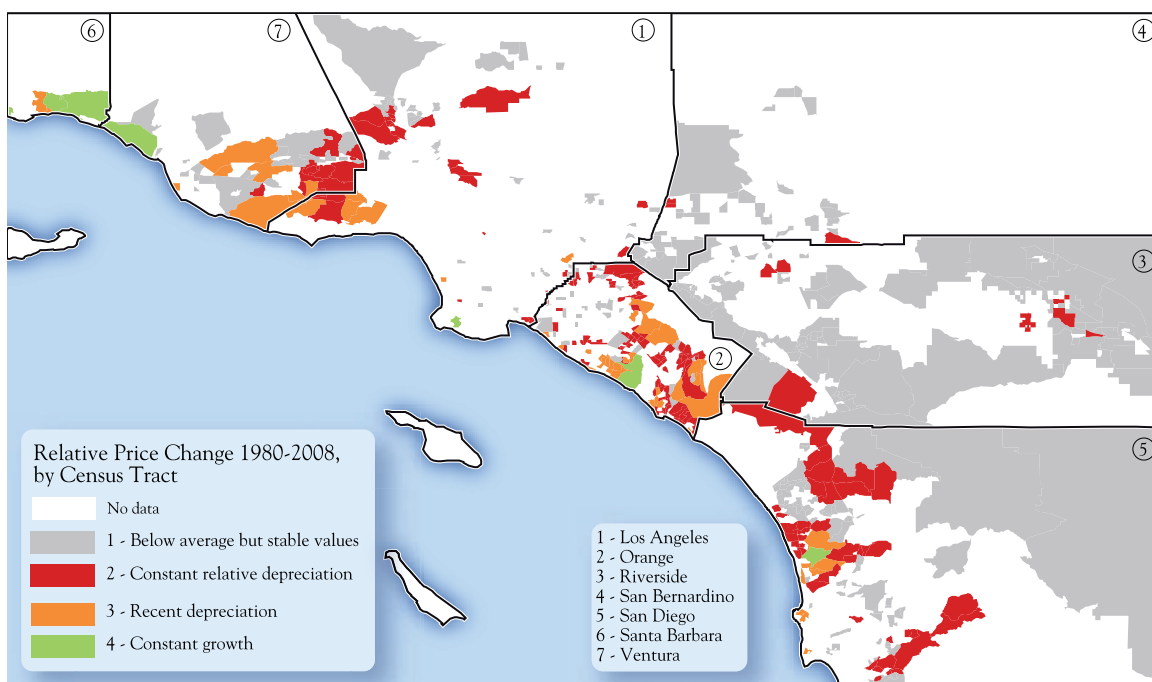 6
7
1
4
3
2
5
Relative Price Change 1980-2008,
by Census Tract
No data
1 - Below average but stable values
2 - Constant relative depreciation
3 - Recent depreciation
4 - Constant growth
1 - Los Angeles
2 - Orange
3 - Riverside
4 - San Bernardino
5 - San Diego
6 - Santa Barbara
7 - Ventura